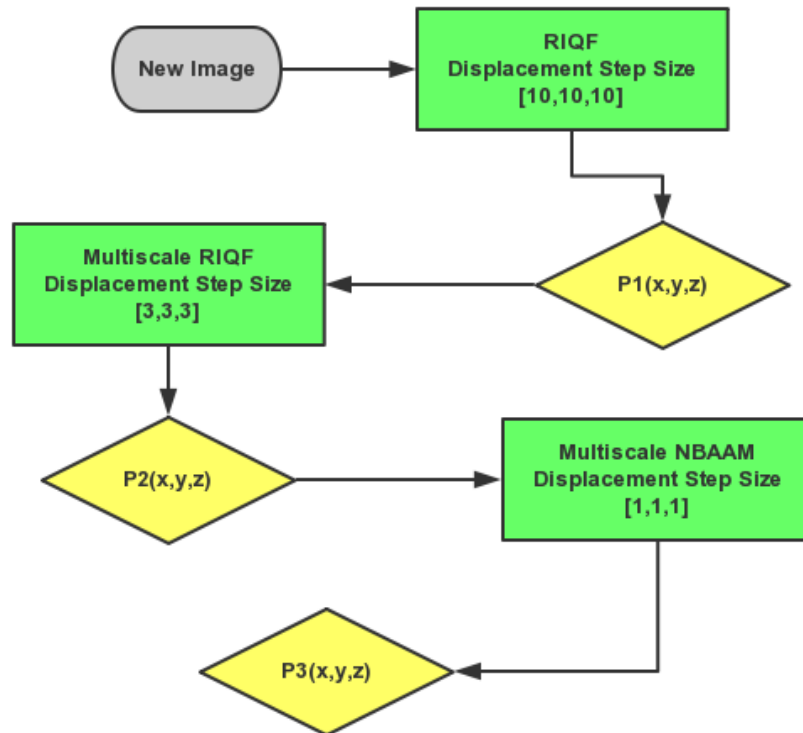 New Image
RIQF
Displacement Step Size
[10,10,10]
P1(x,y,z)
Multiscale RIQF
Displacement Step Size
[3,3,3]
P2(x,y,z)
Multiscale NBAAM
Displacement Step Size
[1,1,1]
P3(x,y,z)